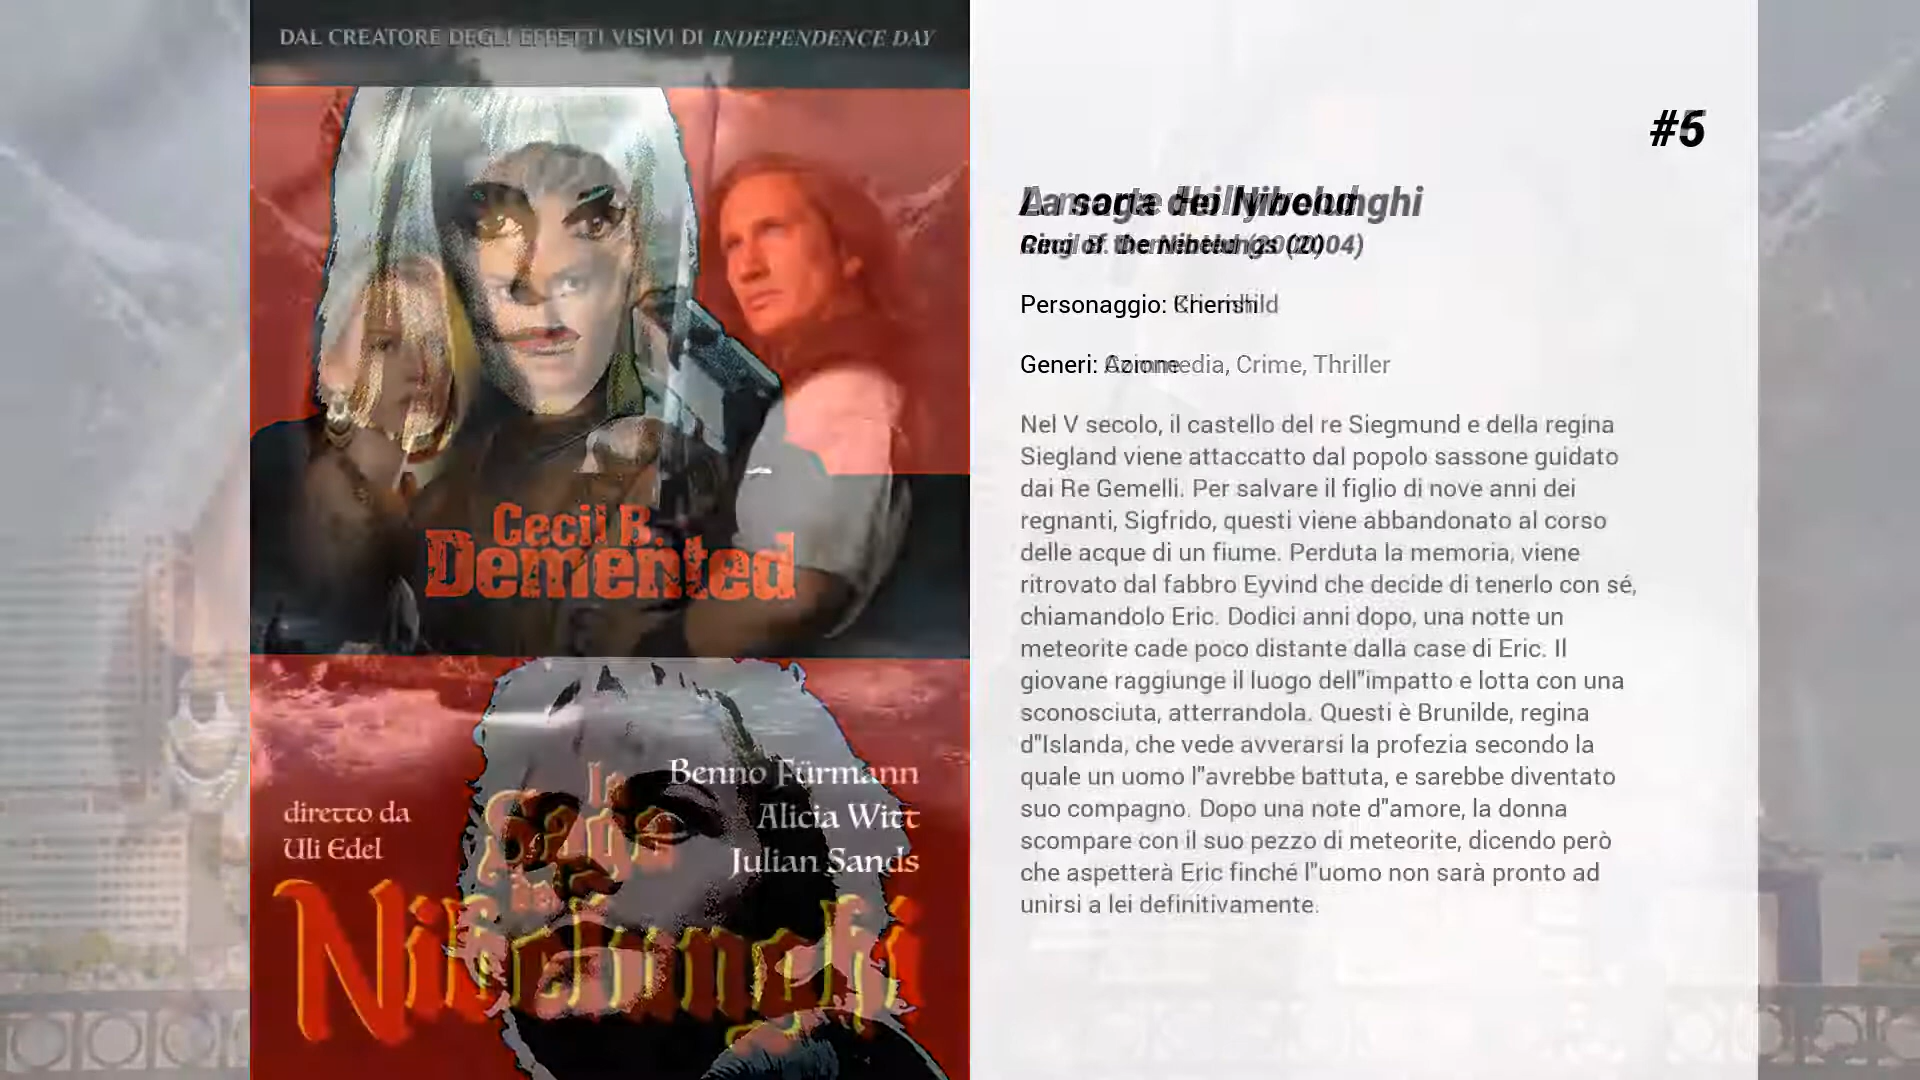 DAL CREATORE DEGLI EFFETTI VISIVI DI INDEPENDENCE DAY
Cecil B.
Demented
Benno Fürmann
Alicia Witt
Julian Sands
diretto da
Uli Edel
la
Saga
dei
Nibelunghi
Personaggio:
Generi:
Nel V secolo, il castello del re Siegmund e della regina
Siegland viene attaccatto dal popolo sassone guidato
dai Re Gemelli. Per salvare il figlio di nove anni dei
regnanti, Sigfrido, questi viene abbandonato al corso
delle acque di un fiume. Perduta la memoria, viene
ritrovato dal fabbro Eyvind che decide di tenerlo con sé,
chiamandolo Eric. Dodici anni dopo, una notte un
meteorite cade poco distante dalla case di Eric. Il
giovane raggiunge il luogo dell"impatto e lotta con una
sconosciuta, atterrandola. Questi è Brunilde, regina
d"Islanda, che vede avverarsi la profezia secondo la
quale un uomo l"avrebbe battuta, e sarebbe diventato
suo compagno. Dopo una note d"amore, la donna
scompare con il suo pezzo di meteorite, dicendo però
che aspetterà Eric finché l"uomo non sarà pronto ad
unirsi a lei definitivamente.